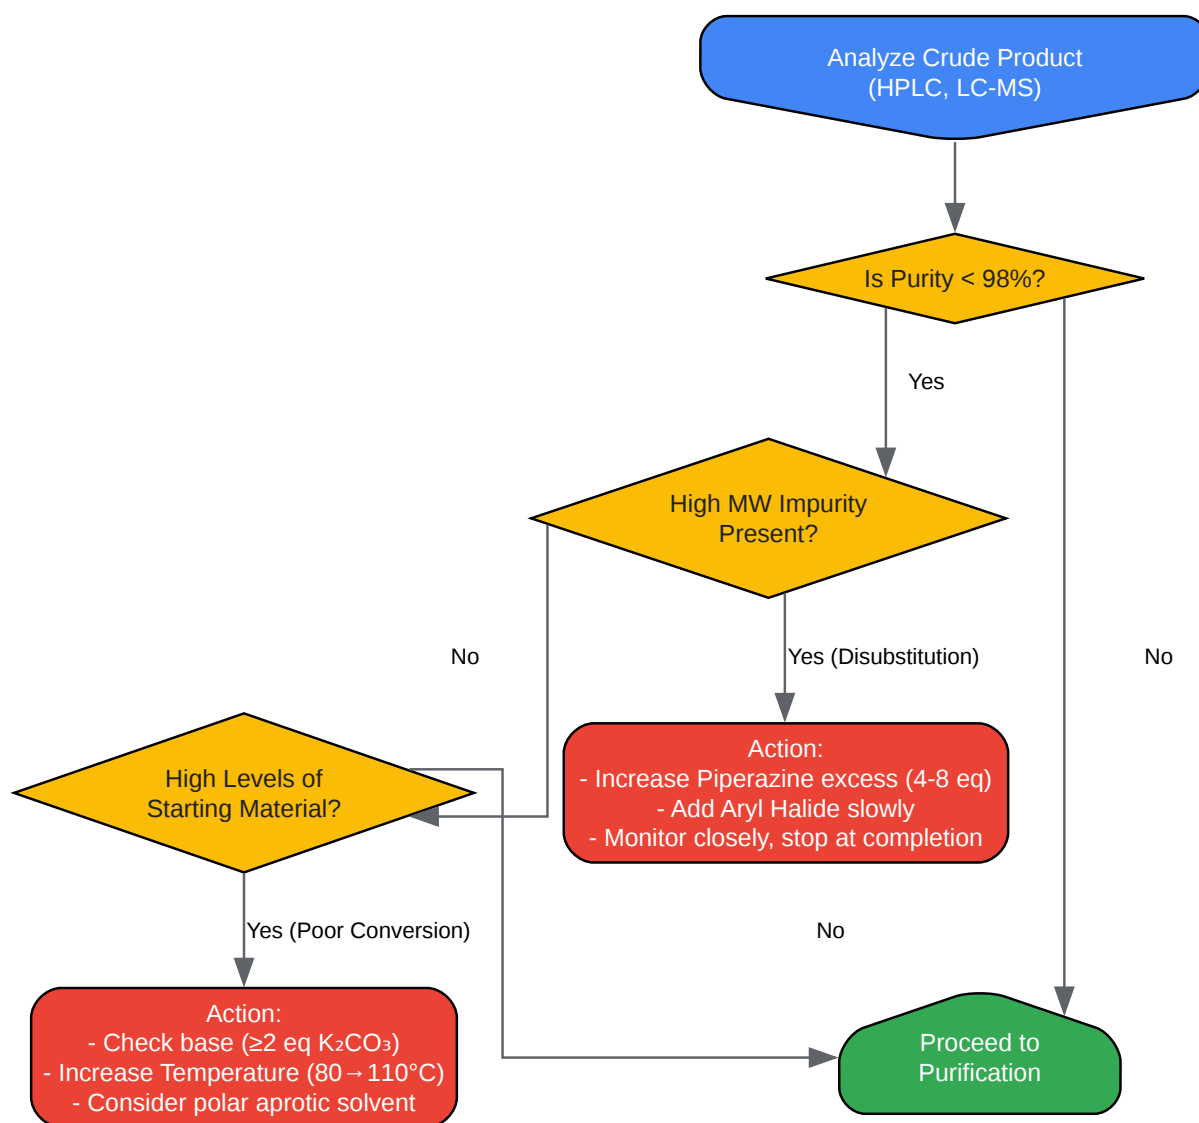 Analyze Crude Product
(HPLC, LC-MS)
Is Purity < 98%?
Yes
High MW Impurity
Present?
No
Yes (Disubstitution)
No
High Levels of
Starting Material?
Action:
- Increase Piperazine excess (4-8 eq)
- Add Aryl Halide slowly
- Monitor closely, stop at completion
Yes (Poor Conversion)
No
Action:
- Check base (≥2 eq K₂CO₃)
- Increase Temperature (80→110°C)
- Consider polar aprotic solvent
Proceed to
Purification